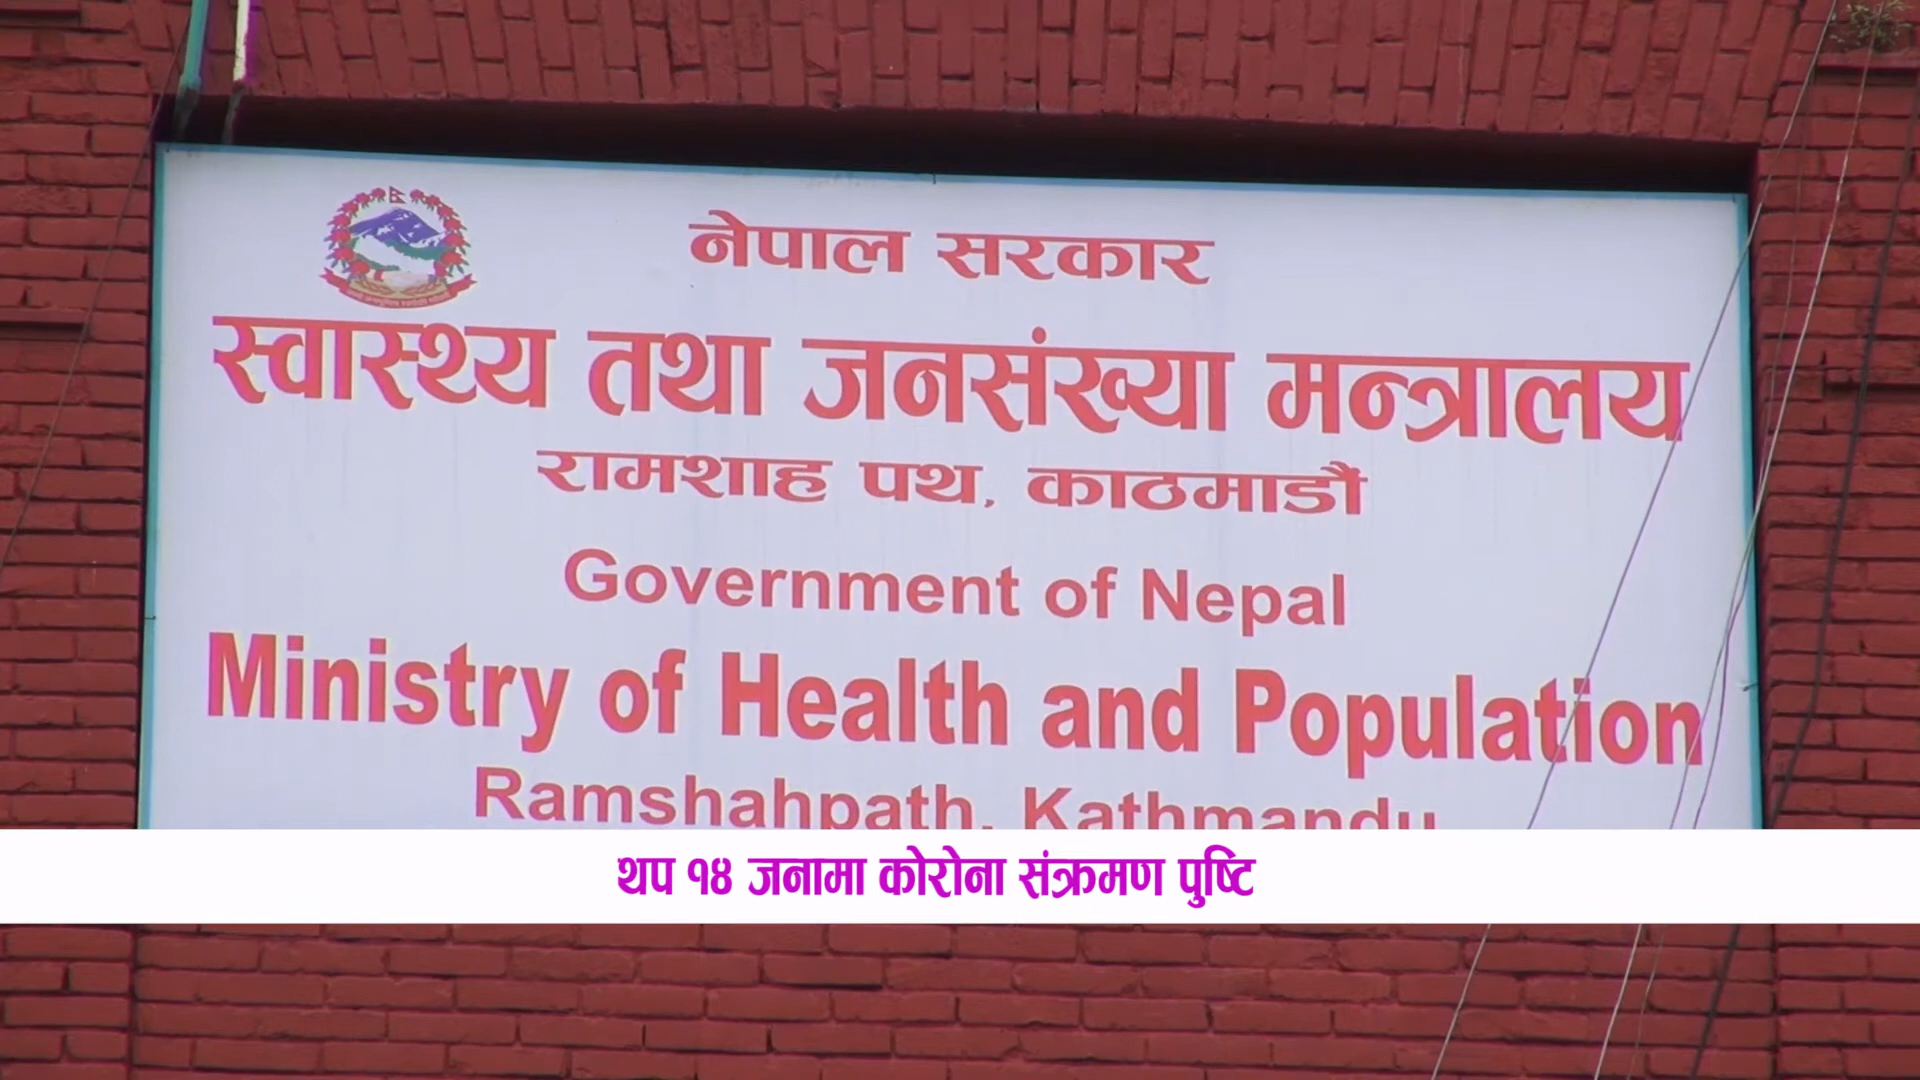 नेपाल सरकार
स्वास्थ्य तथा जनसंख्या मन्त्रालय
रामशाह पथ, काठमाडौं
Government of Nepal
Ministry of Health and Population
Ramshahpath, Kathmandu
थप १४ जनामा कोरोना संक्रमण पुष्टि